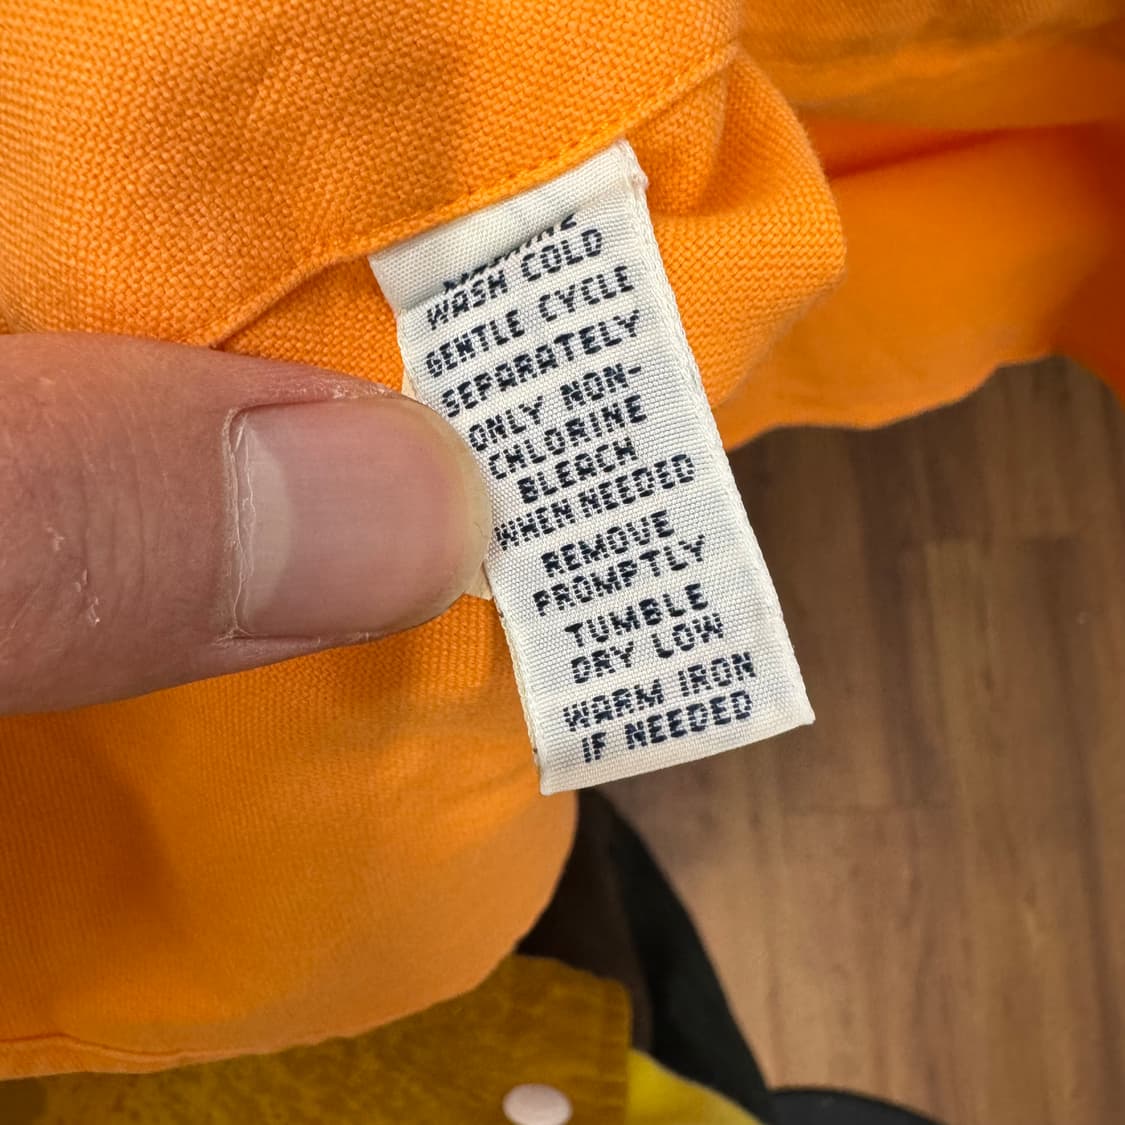 MACHINE
WASH COLD
GENTLE CYCLE
SEPARATELY
ONLY NON-
CHLORINE
BLEACH
WHEN NEEDED
REMOVE
PROMPTLY
TUMBLE
DRY LOW
WARM IRON
IF NEEDED